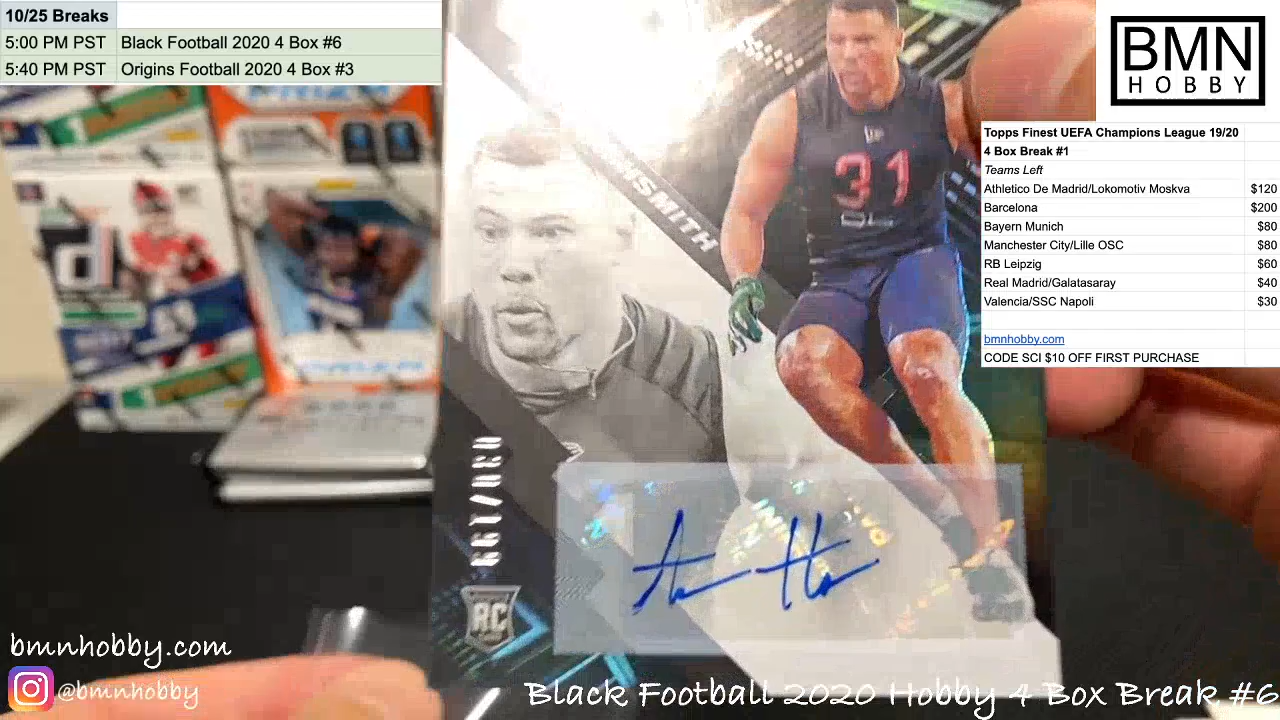 10/25 Breaks
5:00 PM PST Black Football 2020 4 Box #6
5:40 PM PST Origins Football 2020 4 Box #3
BMN
HOBBY
Topps Finest UEFA Champions League 19/20
4 Box Break #1
Teams Left
Athletico De Madrid/Lokomotiv Moskva $120
Barcelona $200
Bayern Munich $80
Manchester City/Lille OSC $80
RB Leipzig $60
Real Madrid/Galatasaray $40
Valencia/SSC Napoli $30
bmnhobby.com
CODE SCI $10 OFF FIRST PURCHASE
31
RC
bmnhobby.com
@bmnhobby
Black Football 2020 Hobby 4 Box Break #6